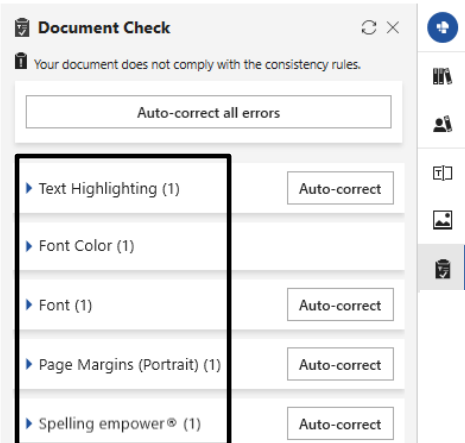 Document Check
Your document does not comply with the consistency rules.
Auto-correct all errors
Text Highlighting (1) Auto-correct
Font Color (1)
Font (1) Auto-correct
Page Margins (Portrait) (1) Auto-correct
Spelling empower® (1) Auto-correct